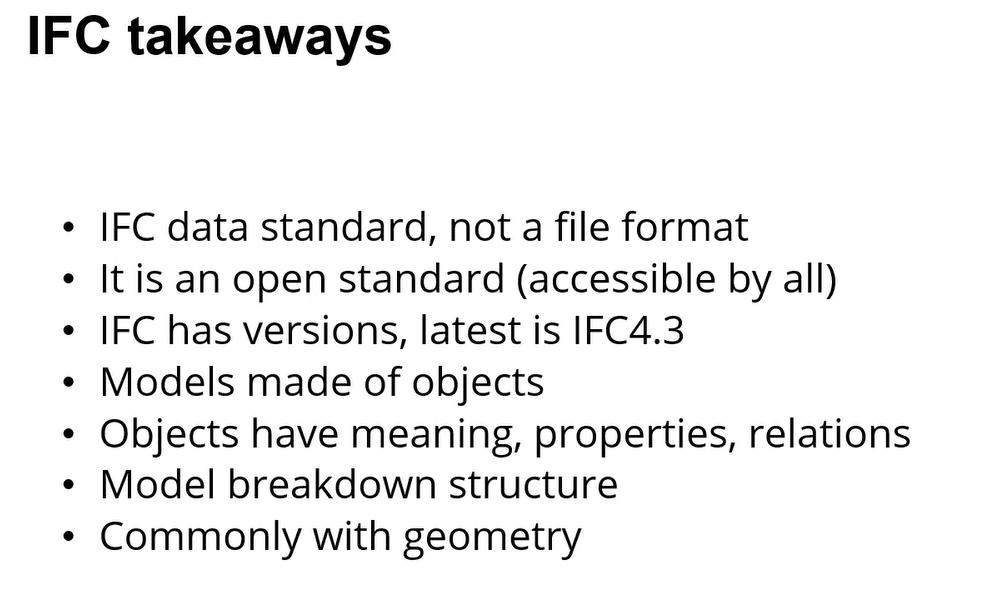 IFC takeaways
• IFC data standard, not a file format
• It is an open standard (accessible by all)
• IFC has versions, latest is IFC4.3
• Models made of objects
• Objects have meaning, properties, relations
• Model breakdown structure
• Commonly with geometry